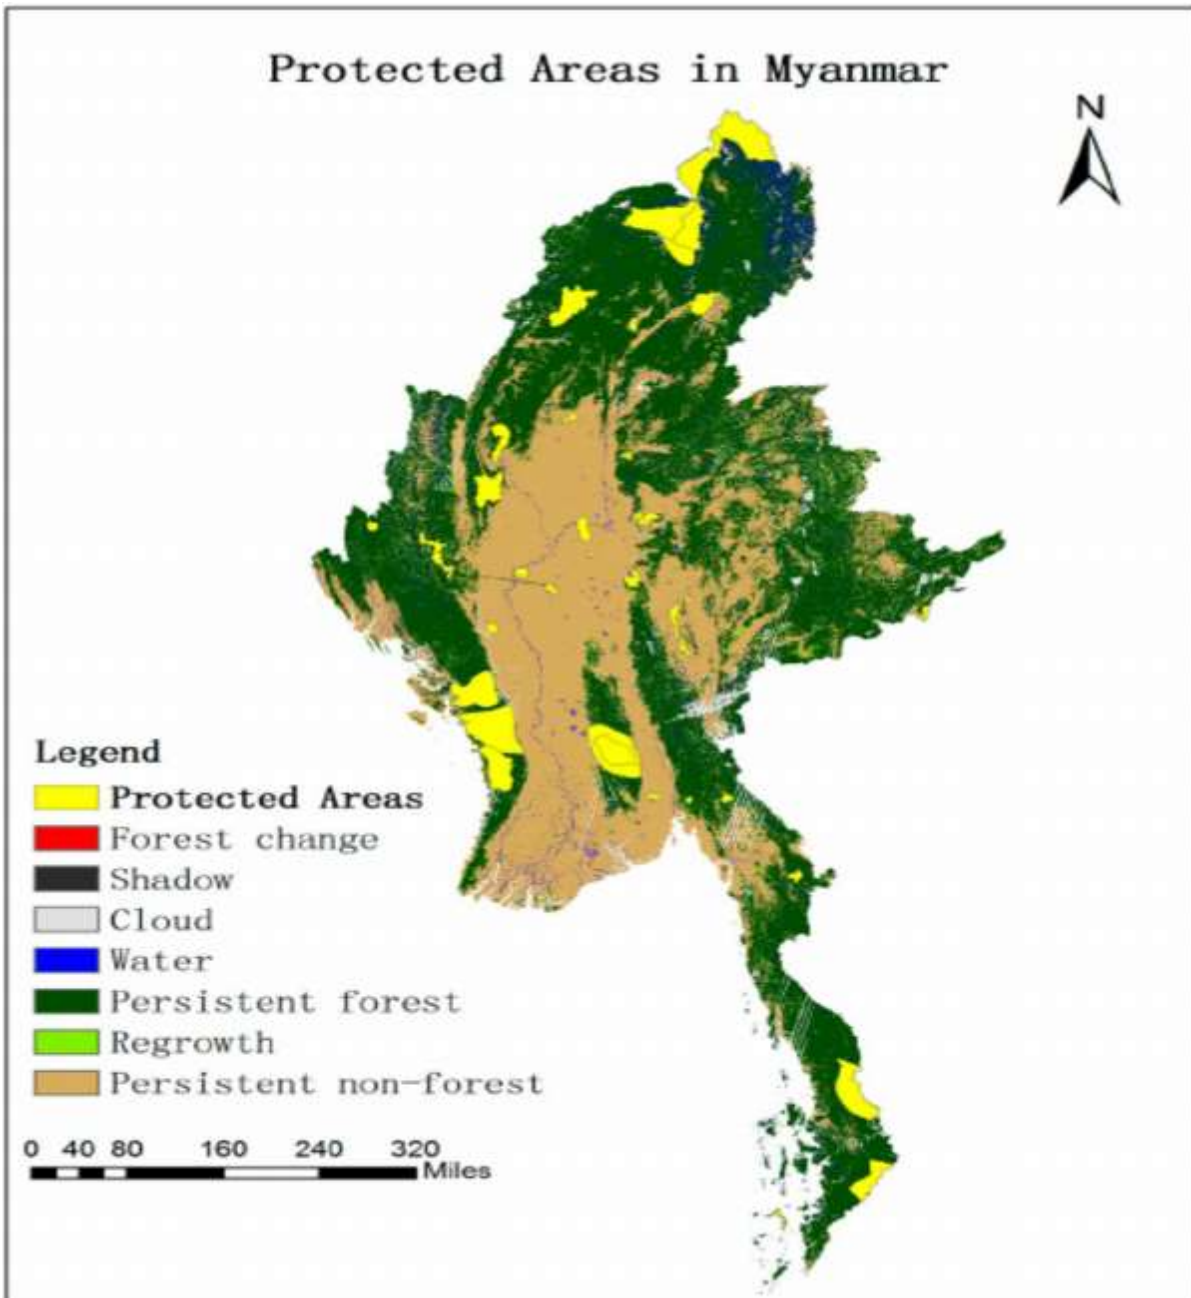 Protected Areas in Myanmar
N
Legend
Protected Areas
Forest change
Shadow
Cloud
Water
Persistent forest
Regrowth
Persistent non-forest
0 40 80 160 240 320
Miles